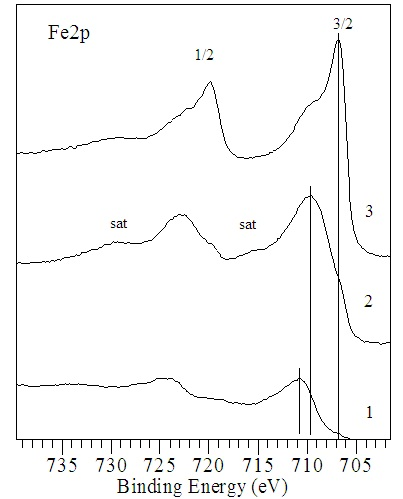 Fe2p
3/2
1/2
3
sat sat
2
1
735 730 725 720 715 710 705
Binding Energy (eV)